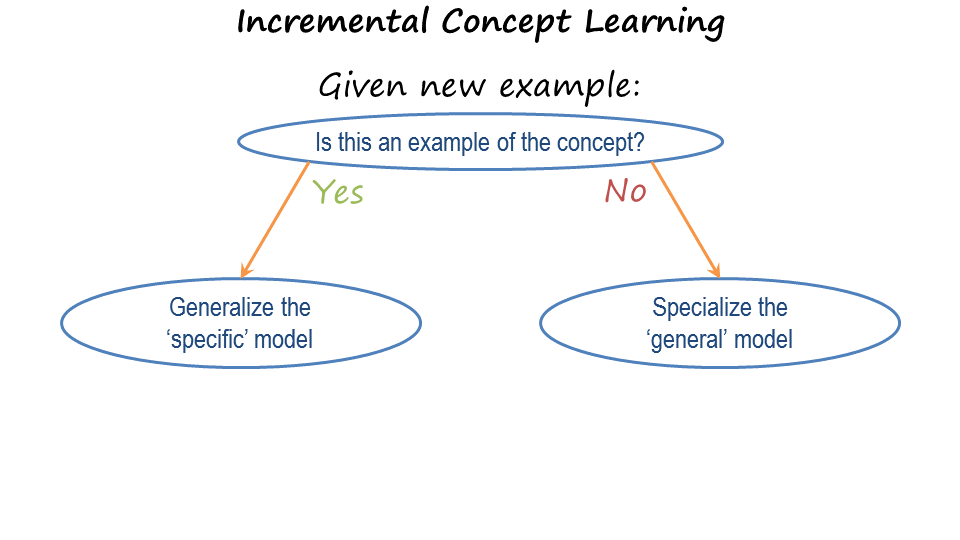 Incremental Concept Learning
Given new example:
Is this an example of the concept?
Yes
No
Generalize the
‘specific’ model
Specialize the
‘general’ model